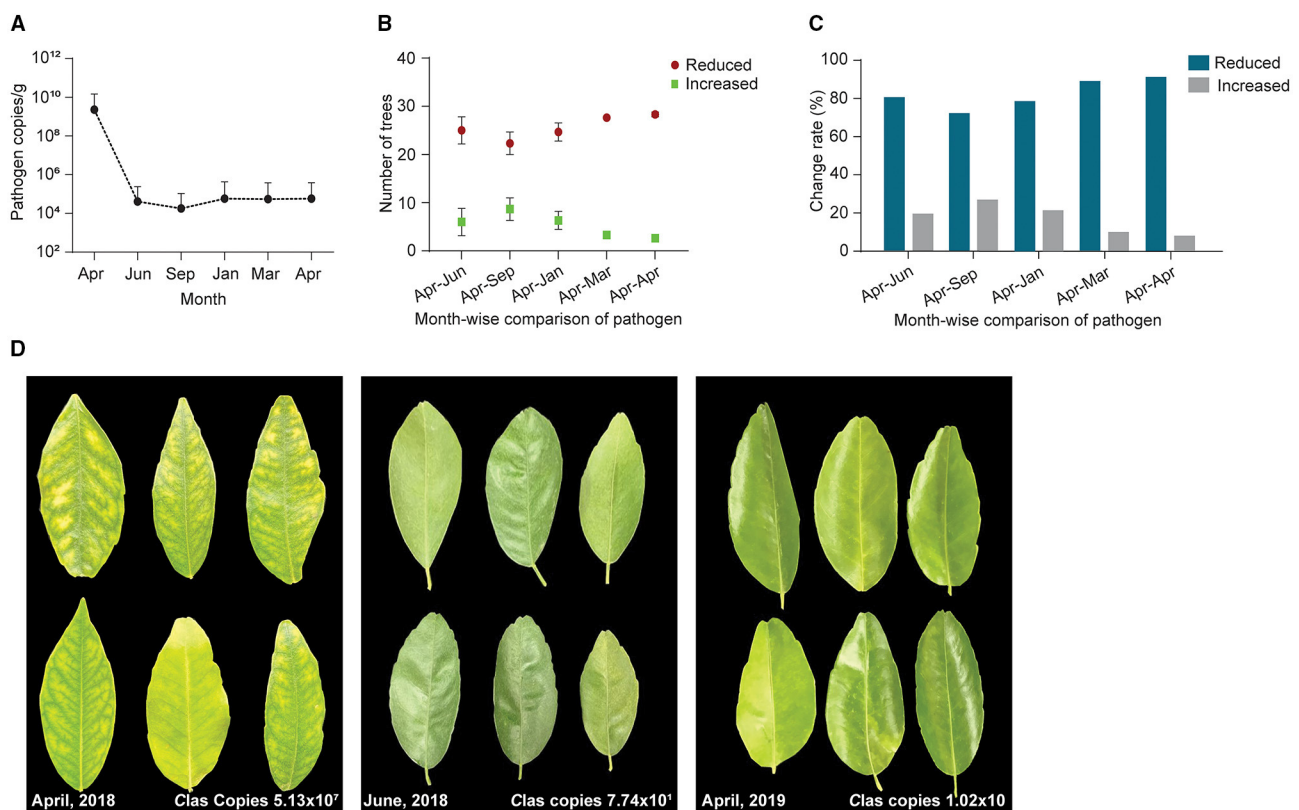 A
B
C
10¹²
10¹⁰
10⁸
10⁶
10⁴
10²
Pathogen copies/g
Apr Jun Sep Jan Mar Apr
Month
40
30
20
10
0
Number of trees
Reduced
Increased
Apr-Jun
Apr-Sep
Apr-Jan
Apr-Mar
Apr-Apr
Month-wise comparison of pathogen
100
80
60
40
20
0
Change rate (%)
Reduced
Increased
Apr-Jun
Apr-Sep
Apr-Jan
Apr-Mar
Apr-Apr
Month-wise comparison of pathogen
D
April, 2018 Clas Copies 5.13x10⁷
June, 2018 Clas copies 7.74x10¹
April, 2019 Clas copies 1.02x10